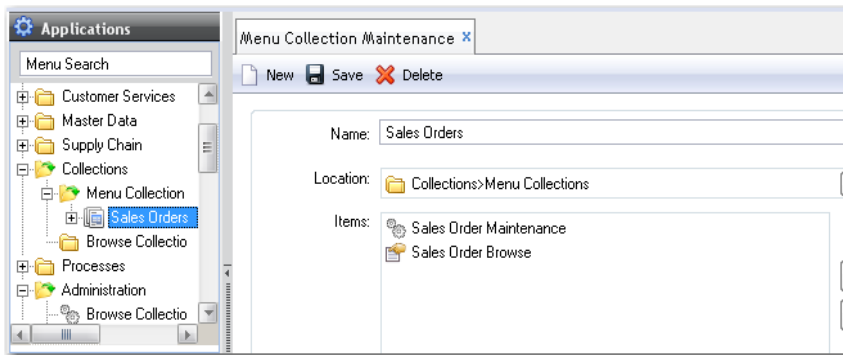 Applications
Menu Search
Customer Services
Master Data
Supply Chain
Collections
Menu Collection
Sales Orders
Browse Collectio
Processes
Administration
Browse Collectio
Menu Collection Maintenance x
New Save Delete
Name: Sales Orders
Location: Collections>Menu Collections
Items: Sales Order Maintenance
Sales Order Browse